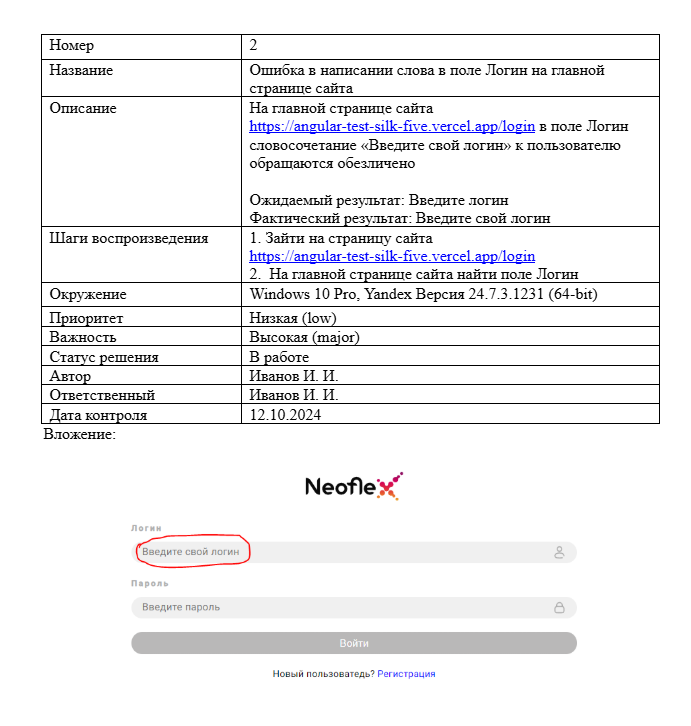 Номер 2
Название Ошибка в написании слова в поле Логин на главной
странице сайта
Описание На главной странице сайта
https://angular-test-silk-five.vercel.app/login в поле Логин
словосочетание «Введите свой логин» к пользователю
обращаются обезличено
Ожидаемый результат: Введите логин
Фактический результат: Введите свой логин
Шаги воспроизведения 1. Зайти на страницу сайта
https://angular-test-silk-five.vercel.app/login
2. На главной странице сайта найти поле Логин
Окружение Windows 10 Pro, Yandex Версия 24.7.3.1231 (64-bit)
Приоритет Низкая (low)
Важность Высокая (major)
Статус решения В работе
Автор Иванов И. И.
Ответственный Иванов И. И.
Дата контроля 12.10.2024
Вложение:
Neoflex
Логин
Введите свой логин
Пароль
Введите пароль
Войти
Новый пользоватедь? Регистрация